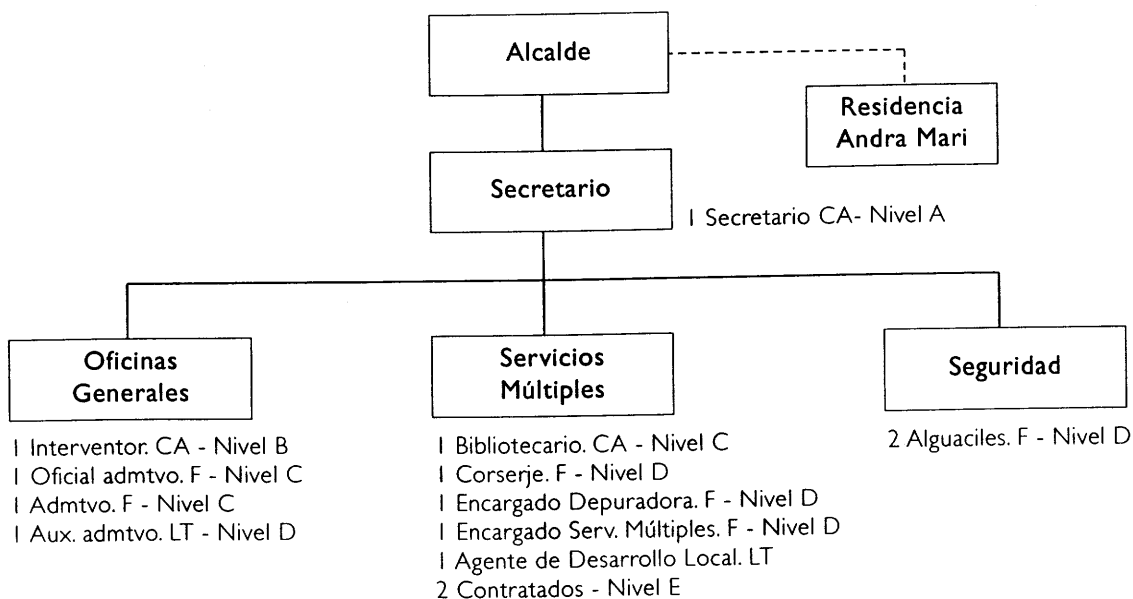 Alcalde
Residencia
Andra Mari
Secretario
1 Secretario CA- Nivel A
Oficinas
Generales
1 Interventor. CA - Nivel B
1 Oficial admtvo. F - Nivel C
1 Admtvo. F - Nivel C
1 Aux. admtvo. LT - Nivel D
Servicios
Múltiples
1 Bibliotecario. CA - Nivel C
1 Corserje. F - Nivel D
1 Encargado Depuradora. F - Nivel D
1 Encargado Serv. Múltiples. F - Nivel D
1 Agente de Desarrollo Local. LT
2 Contratados - Nivel E
Seguridad
2 Alguaciles. F - Nivel D